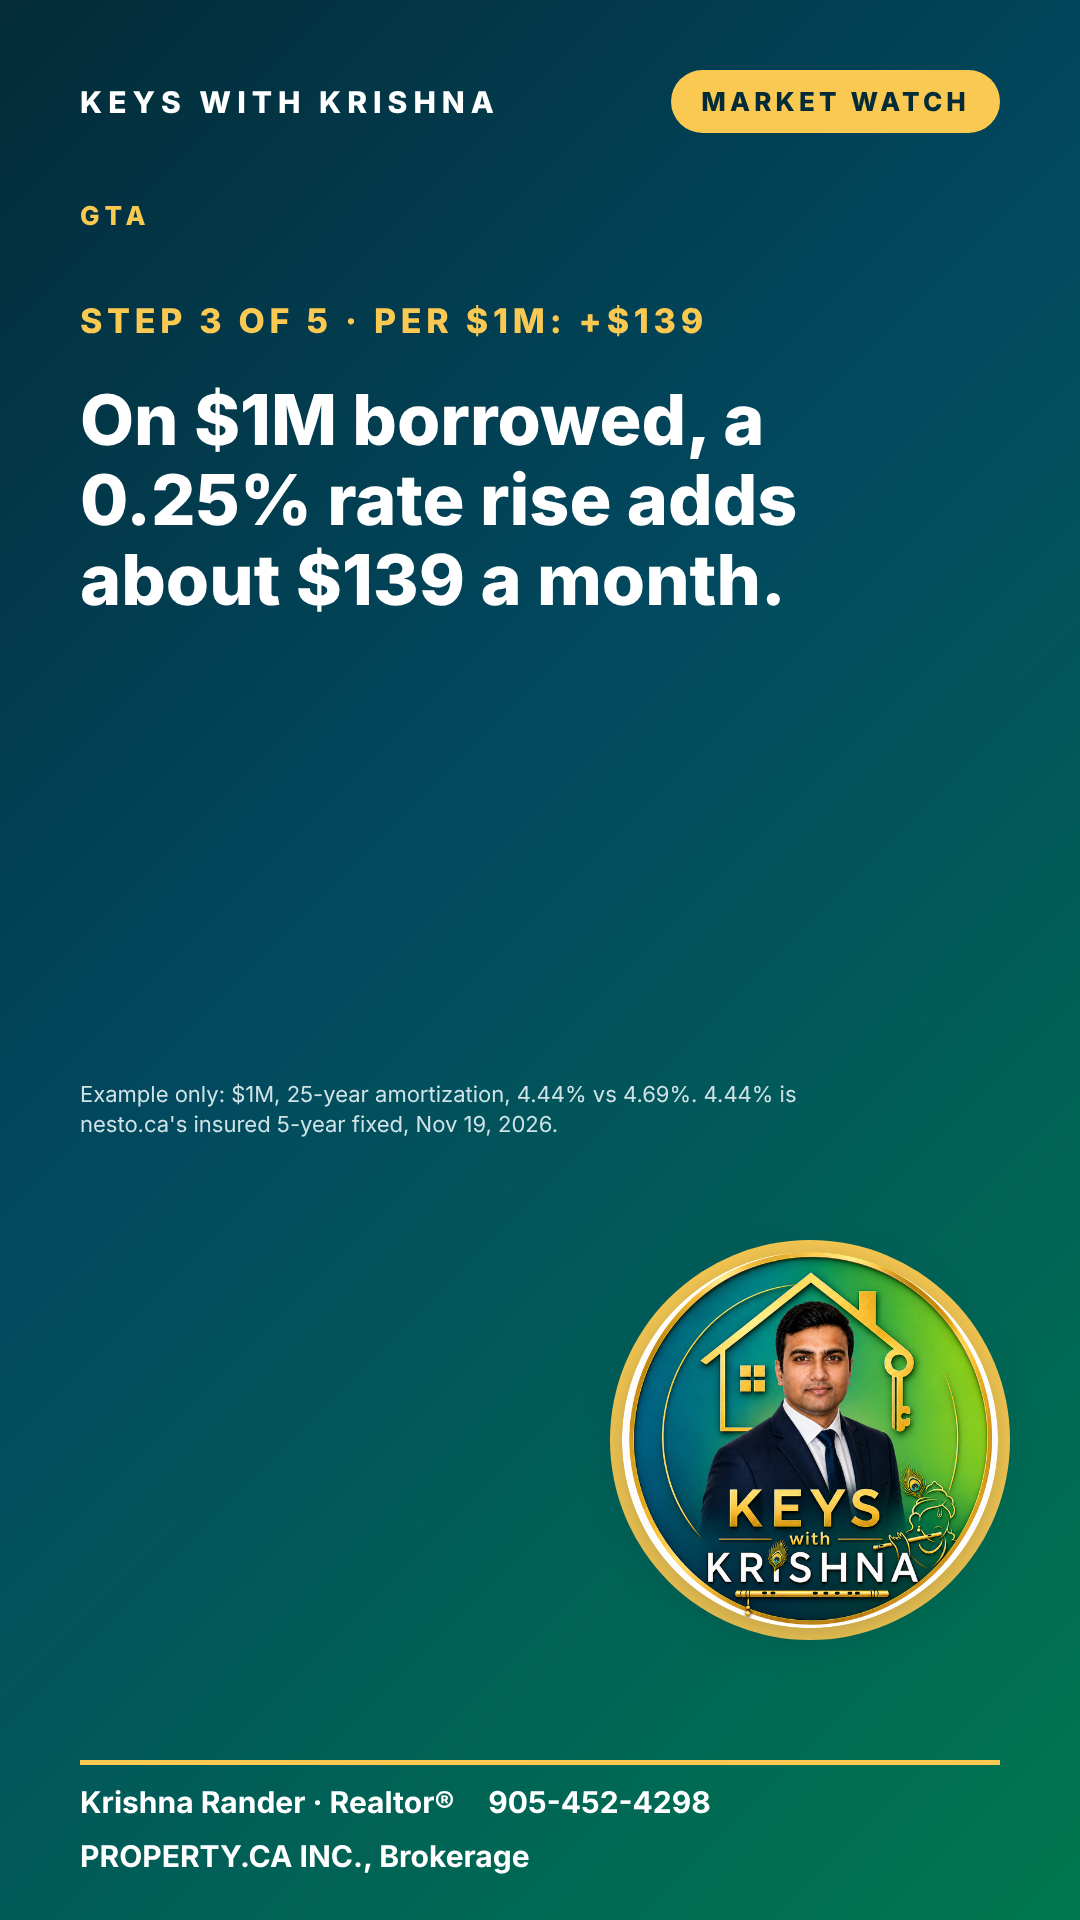 KEYS WITH KRISHNA
MARKET WATCH
GTA
STEP 3 OF 5 · PER $1M: +$139
On $1M borrowed, a
0.25% rate rise adds
about $139 a month.
Example only: $1M, 25-year amortization, 4.44% vs 4.69%. 4.44% is
nesto.ca's insured 5-year fixed, Nov 19, 2026.
KEYS
with
KRISHNA
Krishna Rander · Realtor® 905-452-4298
PROPERTY.CA INC., Brokerage